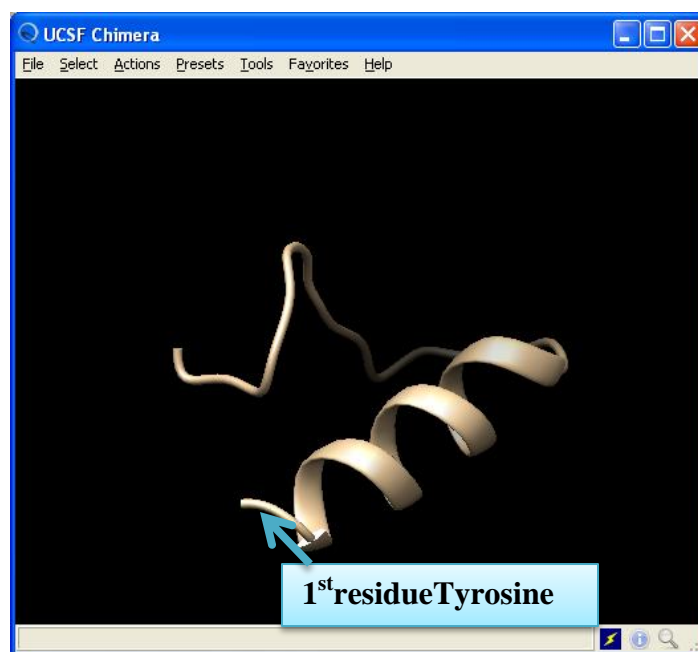 UCSF Chimera
File Select Actions Presets Tools Favorites Help
1stresidueTyrosine